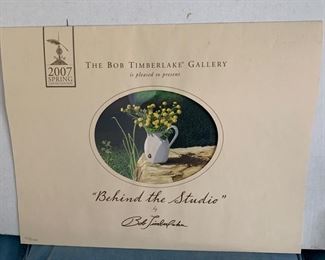 2007
SPRING
THE BOB TIMBERLAKE® GALLERY
is pleased to present
"Behind the Studio"
by
Bob Timberlake